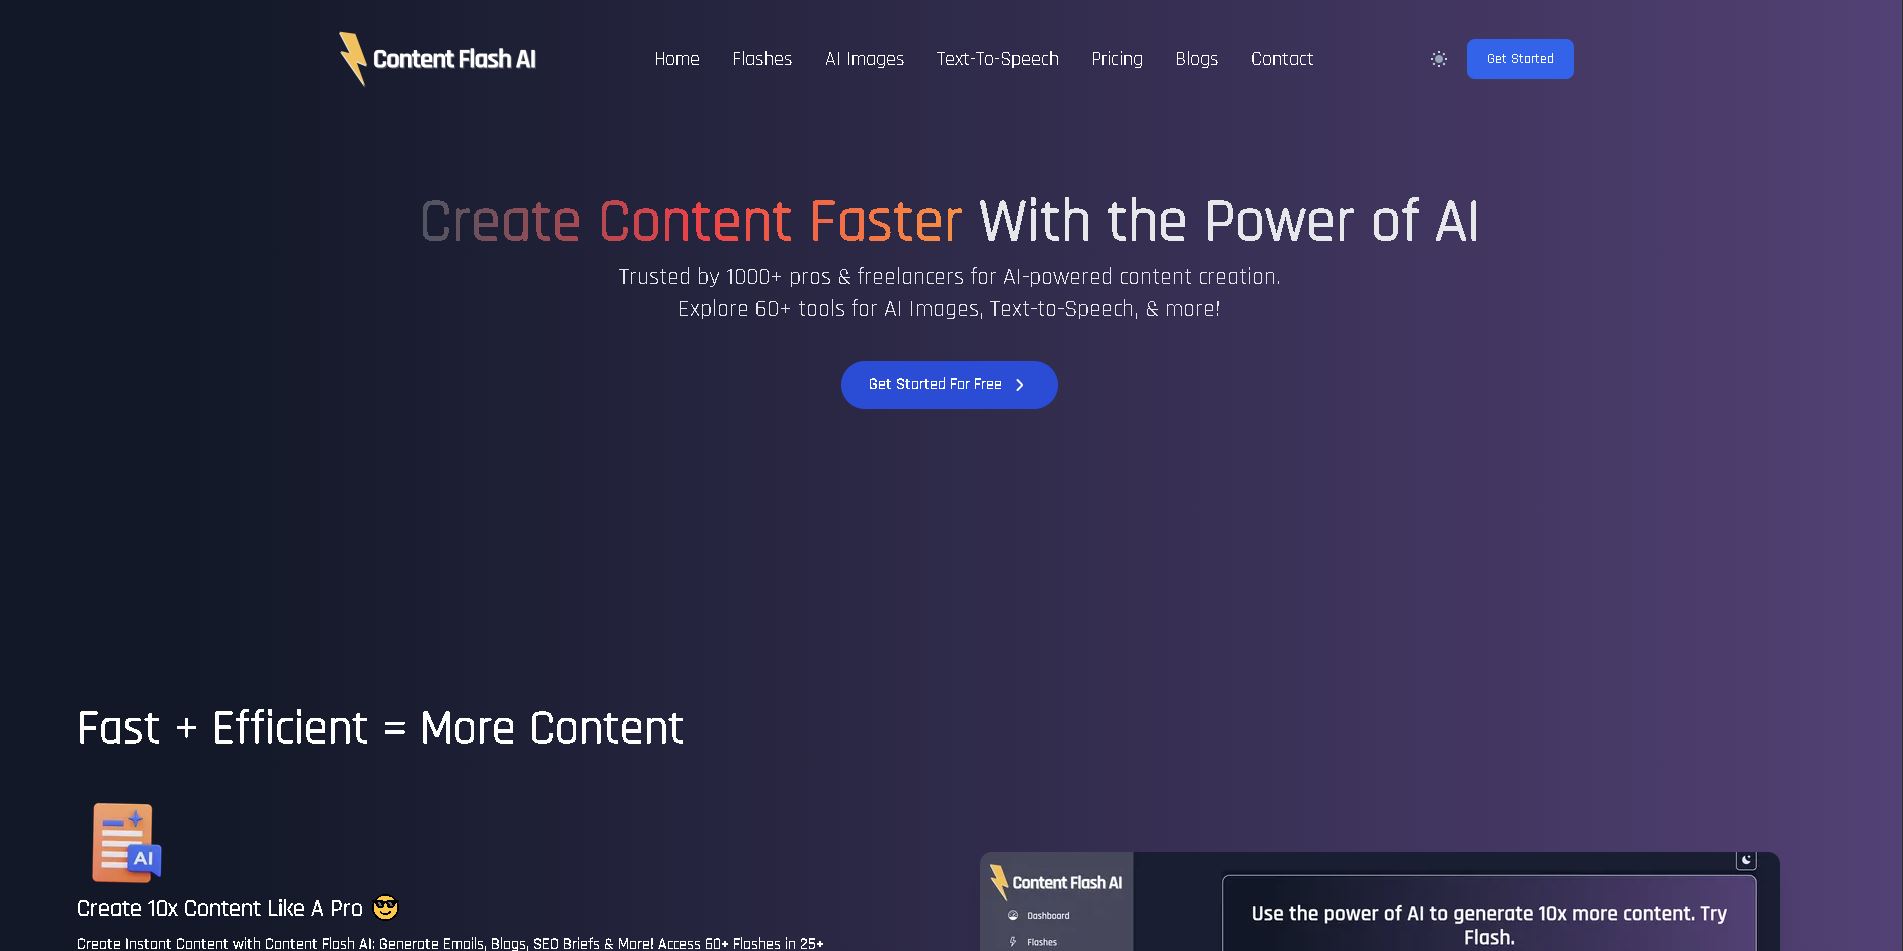 Content Flash AI
Home Flashes AI Images Text-To-Speech Pricing Blogs Contact
Get Started
Create Content Faster With the Power of AI
Trusted by 1000+ pros & freelancers for AI-powered content creation.
Explore 60+ tools for AI Images, Text-to-Speech, & more!
Get Started For Free
Fast + Efficient = More Content
AI
Create 10x Content Like A Pro 😎
Create Instant Content with Content Flash AI: Generate Emails, Blogs, SEO Briefs & More! Access 60+ Flashes in 25+
Content Flash AI
Dashboard
Flashes
Use the power of AI to generate 10x more content. Try
Flash.